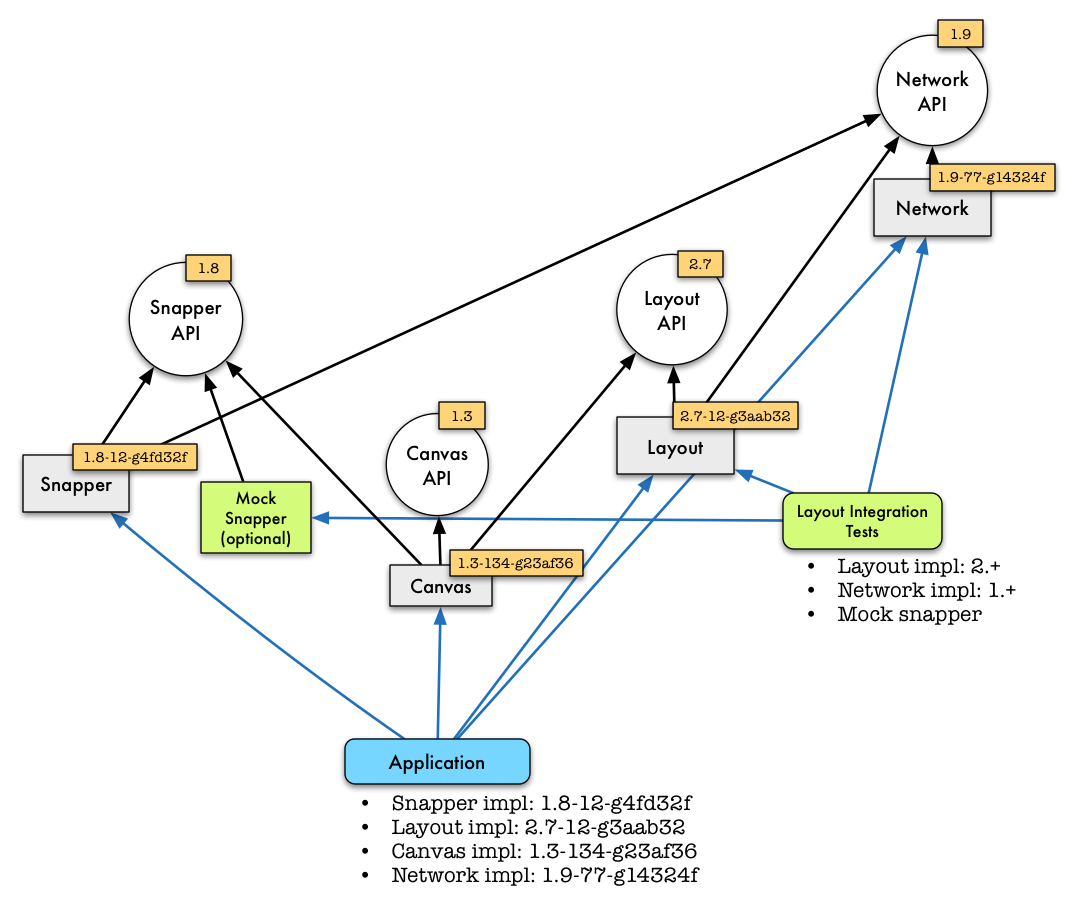 1.9
Network
API
1.9-77-g14324f
Network
1.8
Snapper
API
2.7
Layout
API
1.3
Canvas
API
2.7-12-g3aab32
Layout
1.8-12-g4fd32f
Snapper
Mock
Snapper
(optional)
Layout Integration
Tests
1.3-134-g23af36
Canvas
• Layout impl: 2.+
• Network impl: 1.+
• Mock snapper
Application
• Snapper impl: 1.8-12-g4fd32f
• Layout impl: 2.7-12-g3aab32
• Canvas impl: 1.3-134-g23af36
• Network impl: 1.9-77-g14324f